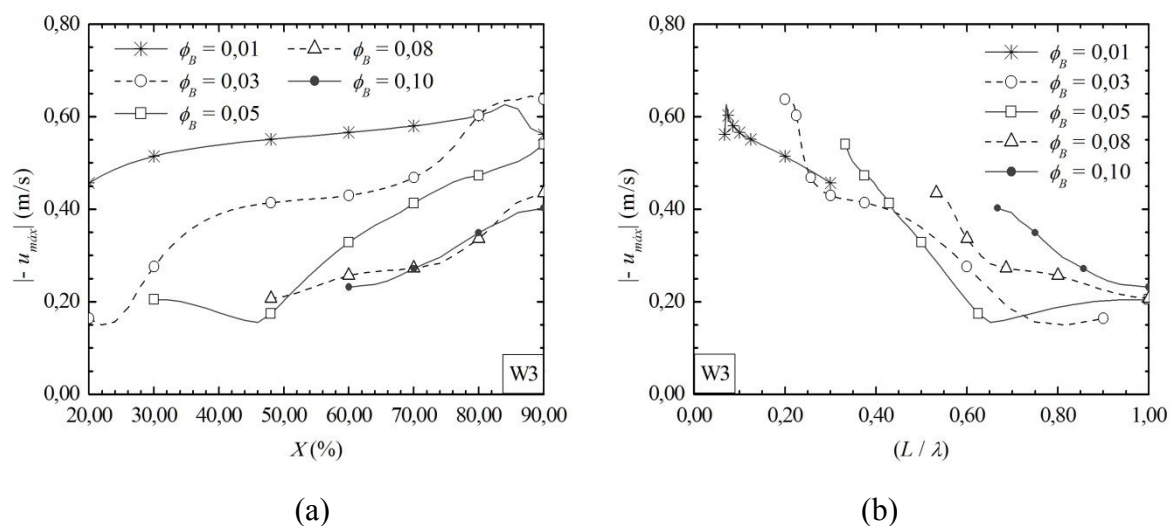 0,80
0,60
0,40
0,20
0,00
|- u_máx| (m/s)
ϕ_B = 0,01
ϕ_B = 0,03
ϕ_B = 0,05
ϕ_B = 0,08
ϕ_B = 0,10
W3
20,00 30,00 40,00 50,00 60,00 70,00 80,00 90,00
X (%)
(a)
0,80
0,60
0,40
0,20
0,00
|- u_máx| (m/s)
ϕ_B = 0,01
ϕ_B = 0,03
ϕ_B = 0,05
ϕ_B = 0,08
ϕ_B = 0,10
W3
0,00 0,20 0,40 0,60 0,80 1,00
(L / λ)
(b)